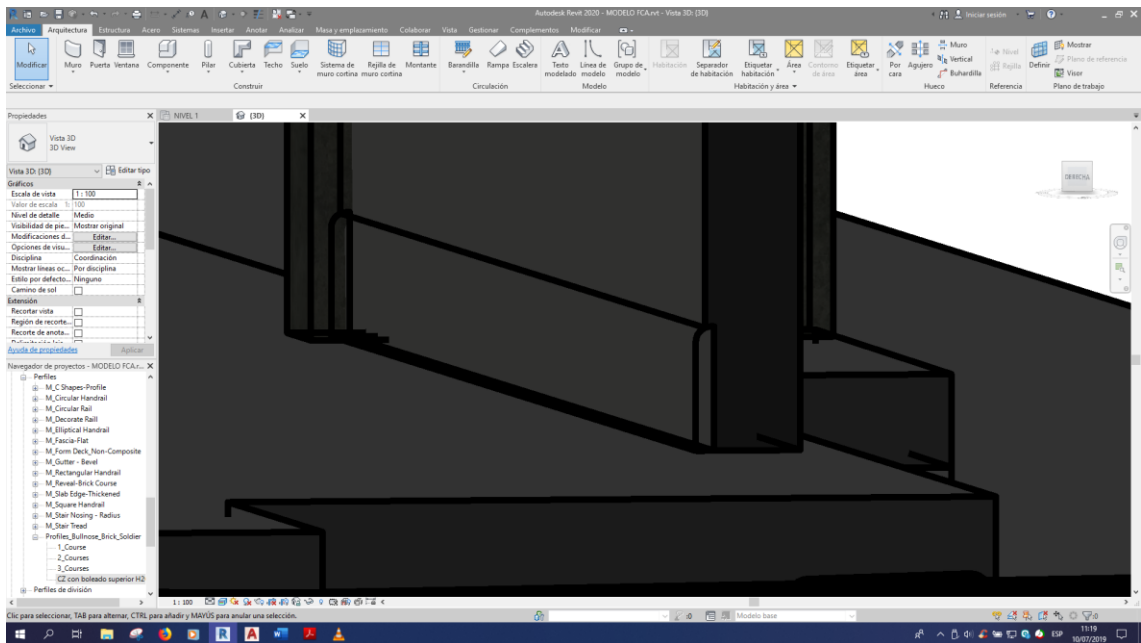 Autodesk Revit 2020 - MODELO FCA.rvt - Vista 3D: {3D}
Iniciar sesión
Archivo Arquitectura Estructura Acero Sistemas Insertar Anotar Analizar Masa y emplazamiento Colaborar Vista Gestionar Complementos Modificar
Modificar Muro Puerta Ventana Componente Pilar Cubierta Techo Suelo Sistema de muro cortina Rejilla de muro cortina Montante Barandilla Rampa Escalera Texto modelado Línea de modelo Grupo de modelo Habitación Separador de habitación Etiquetar habitación Área Contorno de área Etiquetar área Por cara Agujero Muro Vertical Buhardilla Nivel Rejilla Definir Mostrar Plano de referencia Visor
Seleccionar Construir Circulación Modelo Habitación y área Hueco Referencia Plano de trabajo
Propiedades
NIVEL 1
{3D}
Vista 3D
3D View
Vista 3D: {3D} Editar tipo
Gráficos
Escala de vista 1 : 100
Valor de escala 1: 100
Nivel de detalle Medio
Visibilidad de pie... Mostrar original
Modificaciones d... Editar...
Opciones de visu... Editar...
Disciplina Coordinación
Mostrar líneas oc... Por disciplina
Estilo por defecto... Ninguno
Camino de sol
Extensión
Recortar vista
Región de recorte...
Recorte de anota...
Ayuda de propiedades Aplicar
DERECHA
Navegador de proyectos - MODELO FCA.r...
Perfiles
M_C Shapes-Profile
M_Circular Handrail
M_Circular Rail
M_Decorate Raill
M_Elliptical Handrail
M_Fascia-Flat
M_Form Deck_Non-Composite
M_Gutter - Bevel
M_Rectangular Handrail
M_Reveal-Brick Course
M_Slab Edge-Thickened
M_Square Handrail
M_Stair Nosing - Radius
M_Stair Tread
Profiles_Bullnose_Brick_Soldier
1_Course
2_Courses
3_Courses
CZ con boleado superior H2
Perfiles de división
1 : 100
Clic para seleccionar, TAB para alternar, CTRL para añadir y MAYÚS para anular una selección.
:0
Modelo base
:0
ESP
11:19
10/07/2019